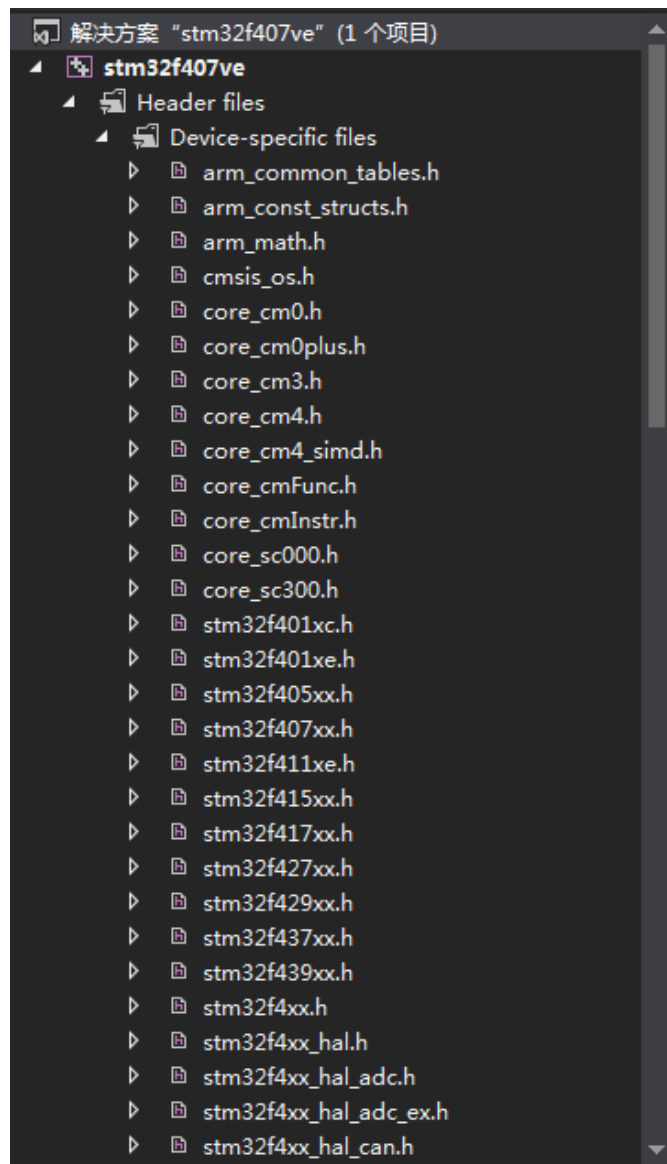 解决方案 “stm32f407ve” (1 个项目)
stm32f407ve
Header files
Device-specific files
arm_common_tables.h
arm_const_structs.h
arm_math.h
cmsis_os.h
core_cm0.h
core_cm0plus.h
core_cm3.h
core_cm4.h
core_cm4_simd.h
core_cmFunc.h
core_cmInstr.h
core_sc000.h
core_sc300.h
stm32f401xc.h
stm32f401xe.h
stm32f405xx.h
stm32f407xx.h
stm32f411xe.h
stm32f415xx.h
stm32f417xx.h
stm32f427xx.h
stm32f429xx.h
stm32f437xx.h
stm32f439xx.h
stm32f4xx.h
stm32f4xx_hal.h
stm32f4xx_hal_adc.h
stm32f4xx_hal_adc_ex.h
stm32f4xx_hal_can.h